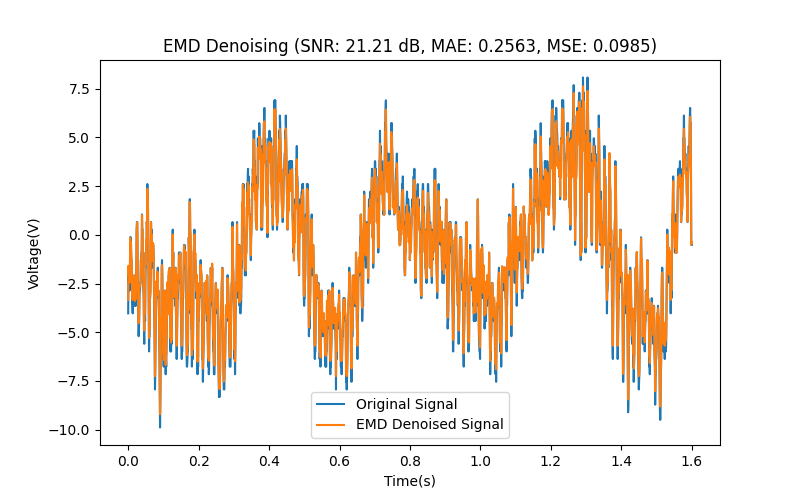 EMD Denoising (SNR: 21.21 dB, MAE: 0.2563, MSE: 0.0985)
7.5
5.0
2.5
0.0
−2.5
−5.0
−7.5
−10.0
Voltage(V)
Original Signal
EMD Denoised Signal
0.0 0.2 0.4 0.6 0.8 1.0 1.2 1.4 1.6
Time(s)